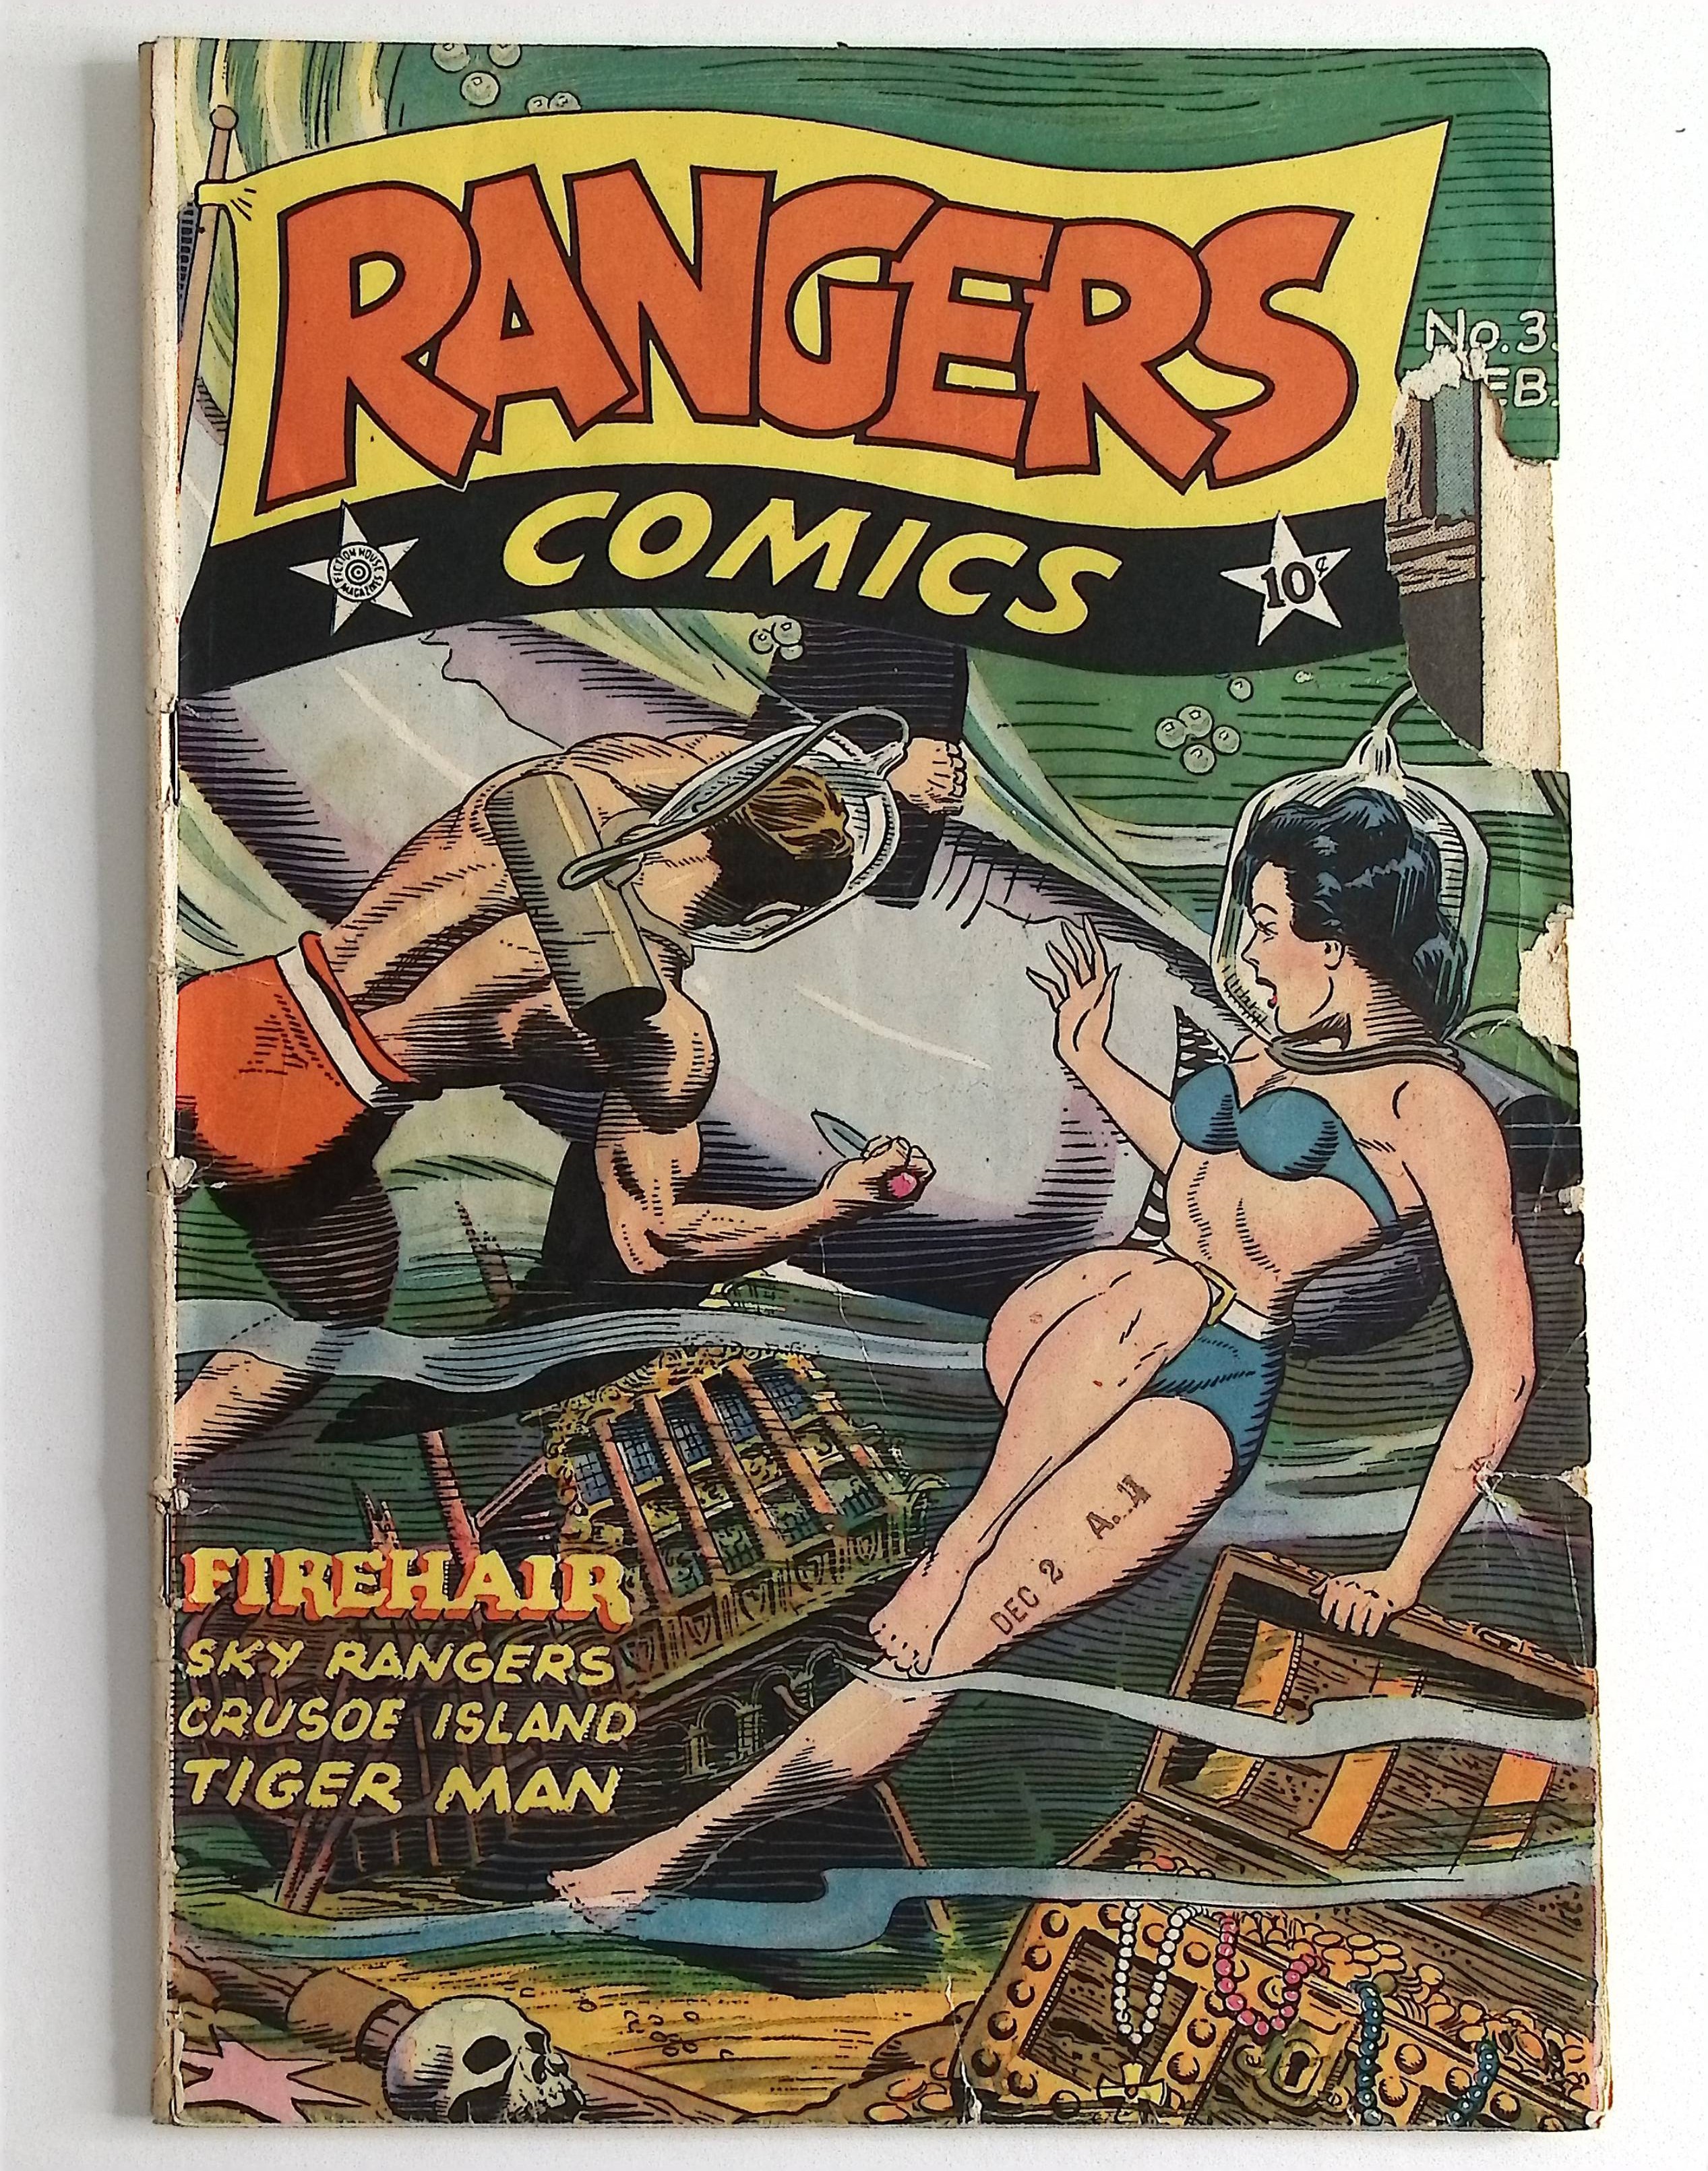 RANGERS
No. 3
EB.
COMICS
FICTION HOUSE MAGAZINES
10¢
DEC 2 A.M
FIREHAIR
SKY RANGERS
CRUSOE ISLAND
TIGER MAN